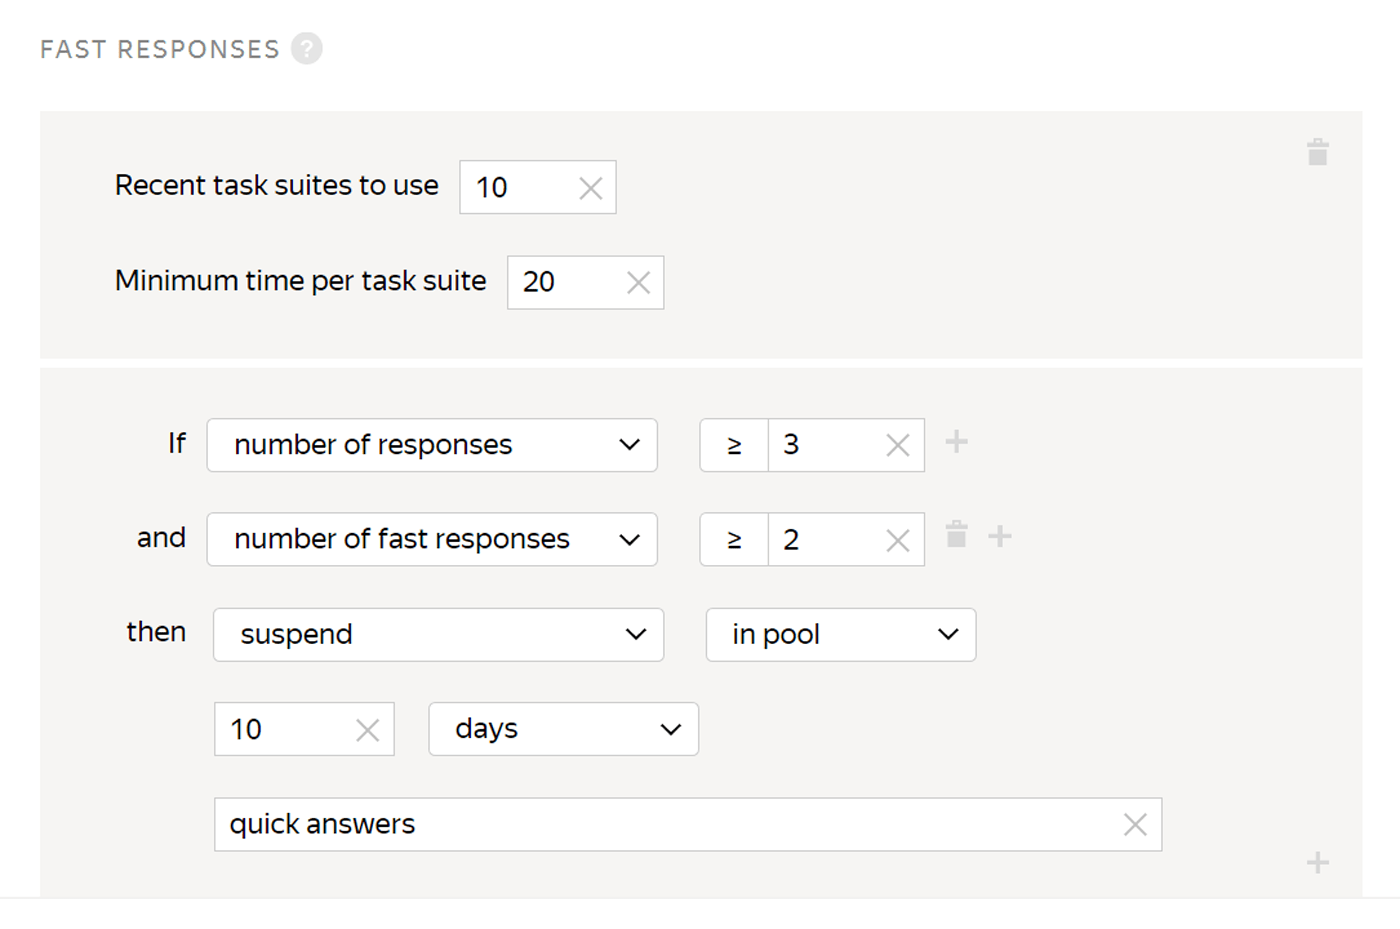 FAST RESPONSES ?
Recent task suites to use 10
Minimum time per task suite 20
If number of responses ≥ 3
and number of fast responses ≥ 2
then suspend in pool
10 days
quick answers